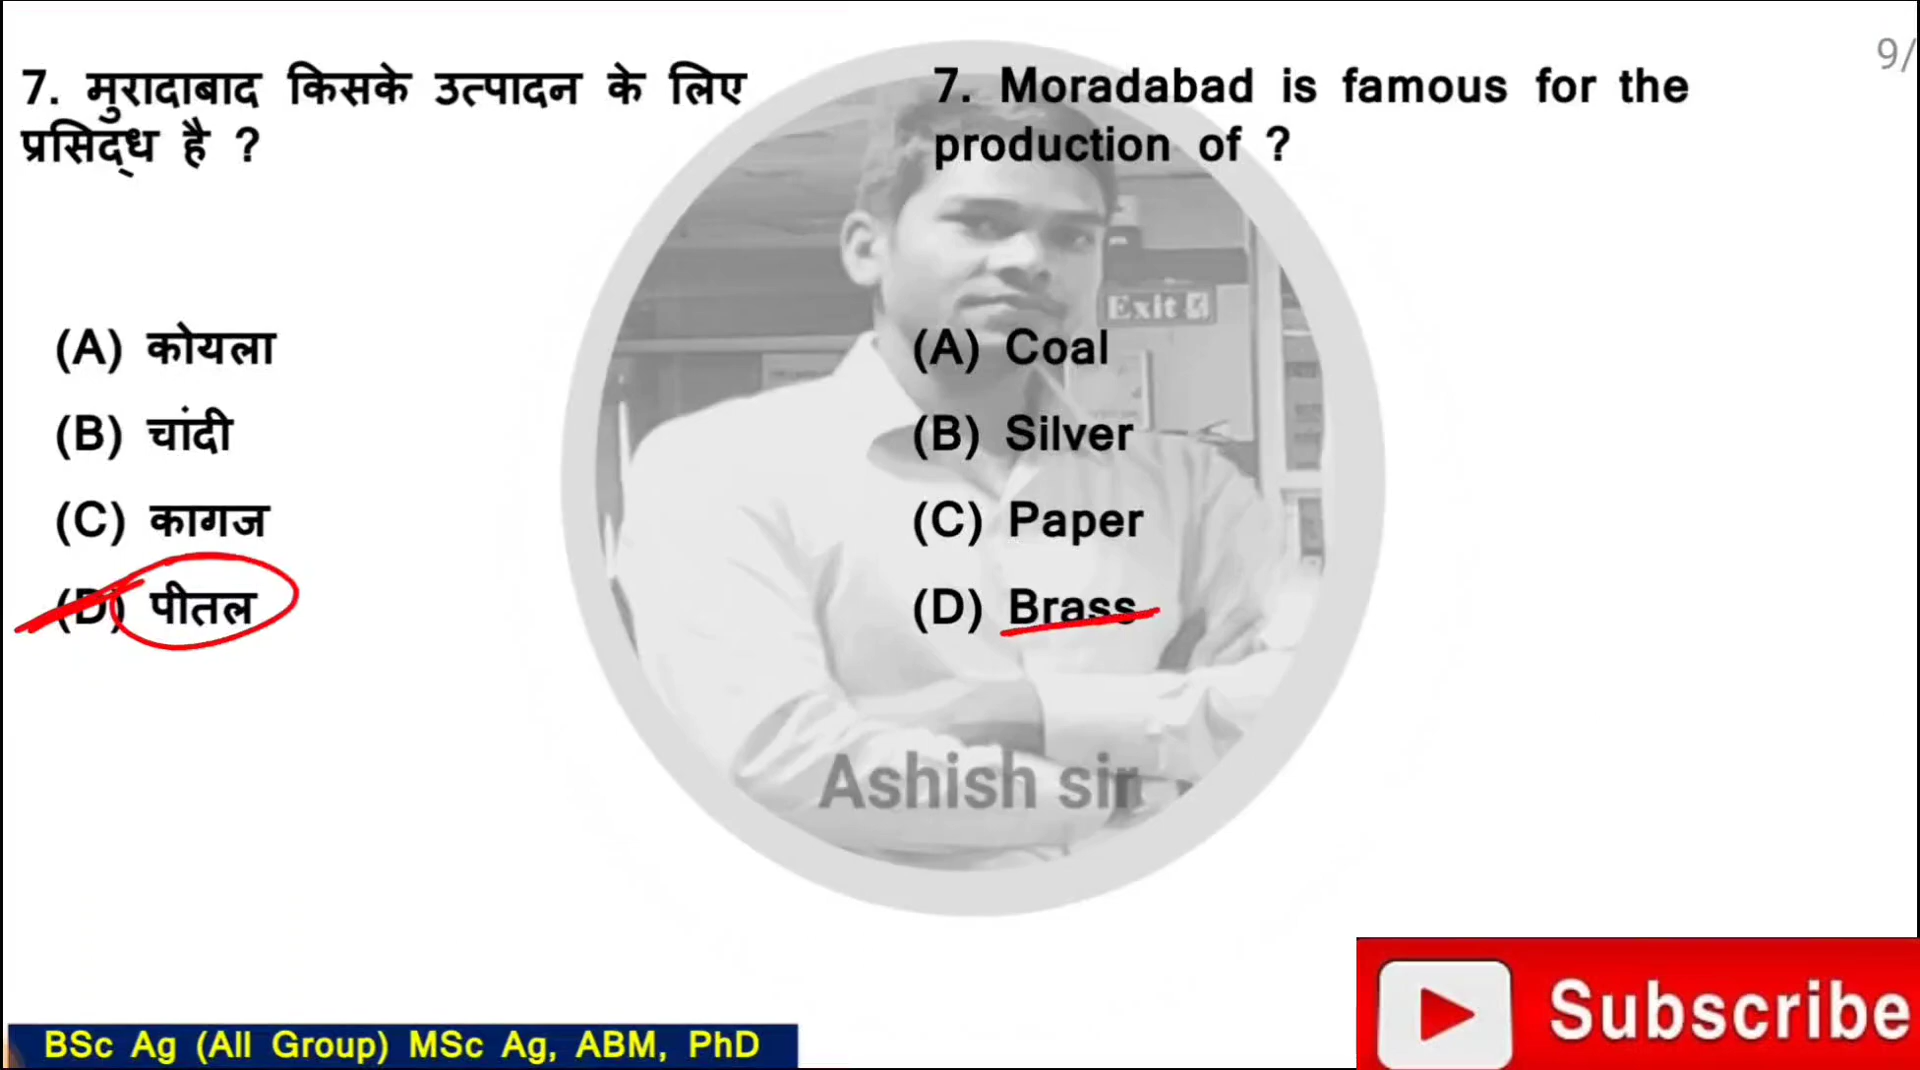 9/
7. मुरादाबाद किसके उत्पादन के लिए
प्रसिद्ध है ?
(A) कोयला
(B) चांदी
(C) कागज
(D) पीतल
7. Moradabad is famous for the
production of ?
(A) Coal
(B) Silver
(C) Paper
(D) Brass
Exit
Ashish sir
BSc Ag (All Group) MSc Ag, ABM, PhD
Subscribe